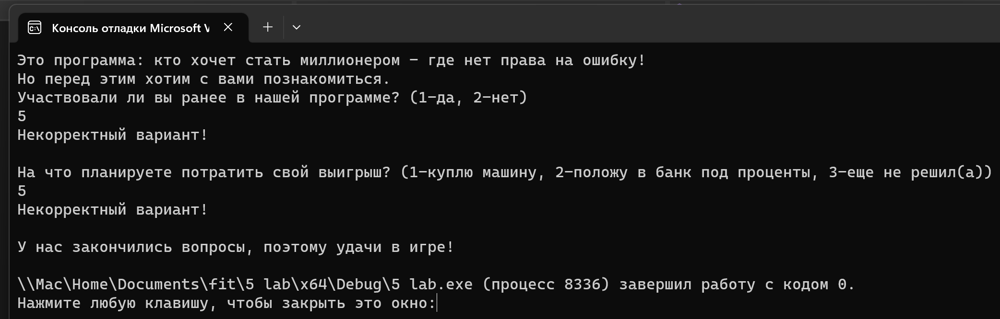 Консоль отладки Microsoft V
Это программа: кто хочет стать миллионером - где нет права на ошибку!
Но перед этим хотим с вами познакомиться.
Участвовали ли вы ранее в нашей программе? (1-да, 2-нет)
5
Некорректный вариант!
На что планируете потратить свой выигрыш? (1-куплю машину, 2-положу в банк под проценты, 3-еще не решил(а))
5
Некорректный вариант!
У нас закончились вопросы, поэтому удачи в игре!
\\Mac\Home\Documents\fit\5 lab\x64\Debug\5 lab.exe (процесс 8336) завершил работу с кодом 0.
Нажмите любую клавишу, чтобы закрыть это окно: